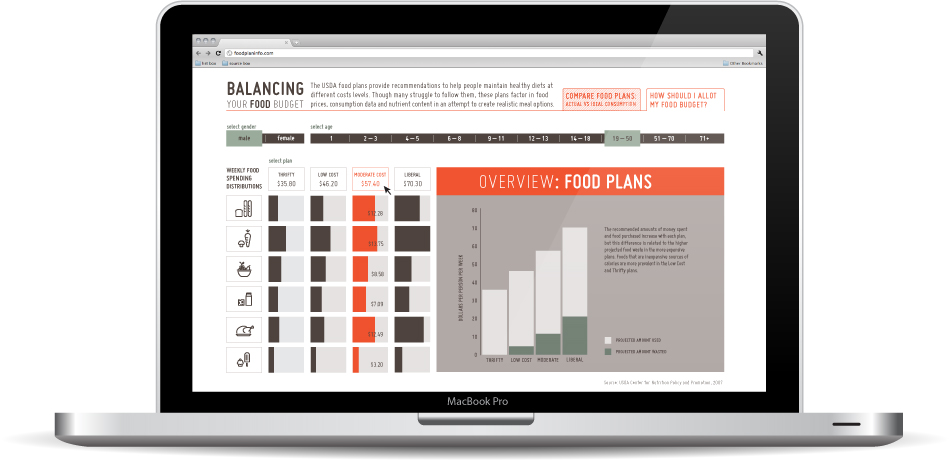 foodplaninfo.com
Other Bookmarks
BALANCING
YOUR FOOD BUDGET
The USDA food plans provide recommendations to help people maintain healthy diets at
different costs levels. Though many struggle to follow them, these plans factor in food
prices, consumption data and nutrient content in an attempt to create realistic meal options.
COMPARE FOOD PLANS:
ACTUAL VS IDEAL CONSUMPTION
HOW SHOULD I ALLOT
MY FOOD BUDGET?
select gender
select age
male female 1 2 – 3 4 – 5 6 – 8 9 – 11 12 – 13 14 – 18 19 – 50 51 – 70 71+
select plan
WEEKLY FOOD
SPENDING
DISTRIBUTIONS
THRIFTY
$35.80
LOW COST
$46.20
MODERATE COST
$57.40
LIBERAL
$70.30
$12.28
$13.75
$8.58
$7.09
$12.49
$3.20
OVERVIEW: FOOD PLANS
80
70
60
50
40
30
20
10
0
DOLLARS PER PERSON PER WEEK
THRIFTY LOW COST MODERATE LIBERAL
The recommended amounts of money spent
and food purchased increase with each plan,
but this difference is related to the higher
projected food waste in the more expensive
plans. Foods that are inexpensive sources of
calories are more prevalent in the Low Cost
and Thrifty plans.
PROJECTED AMOUNT USED
PROJECTED AMOUNT WASTED
Source: USDA Center for Nutrition Policy and Promotion, 2007
MacBook Pro